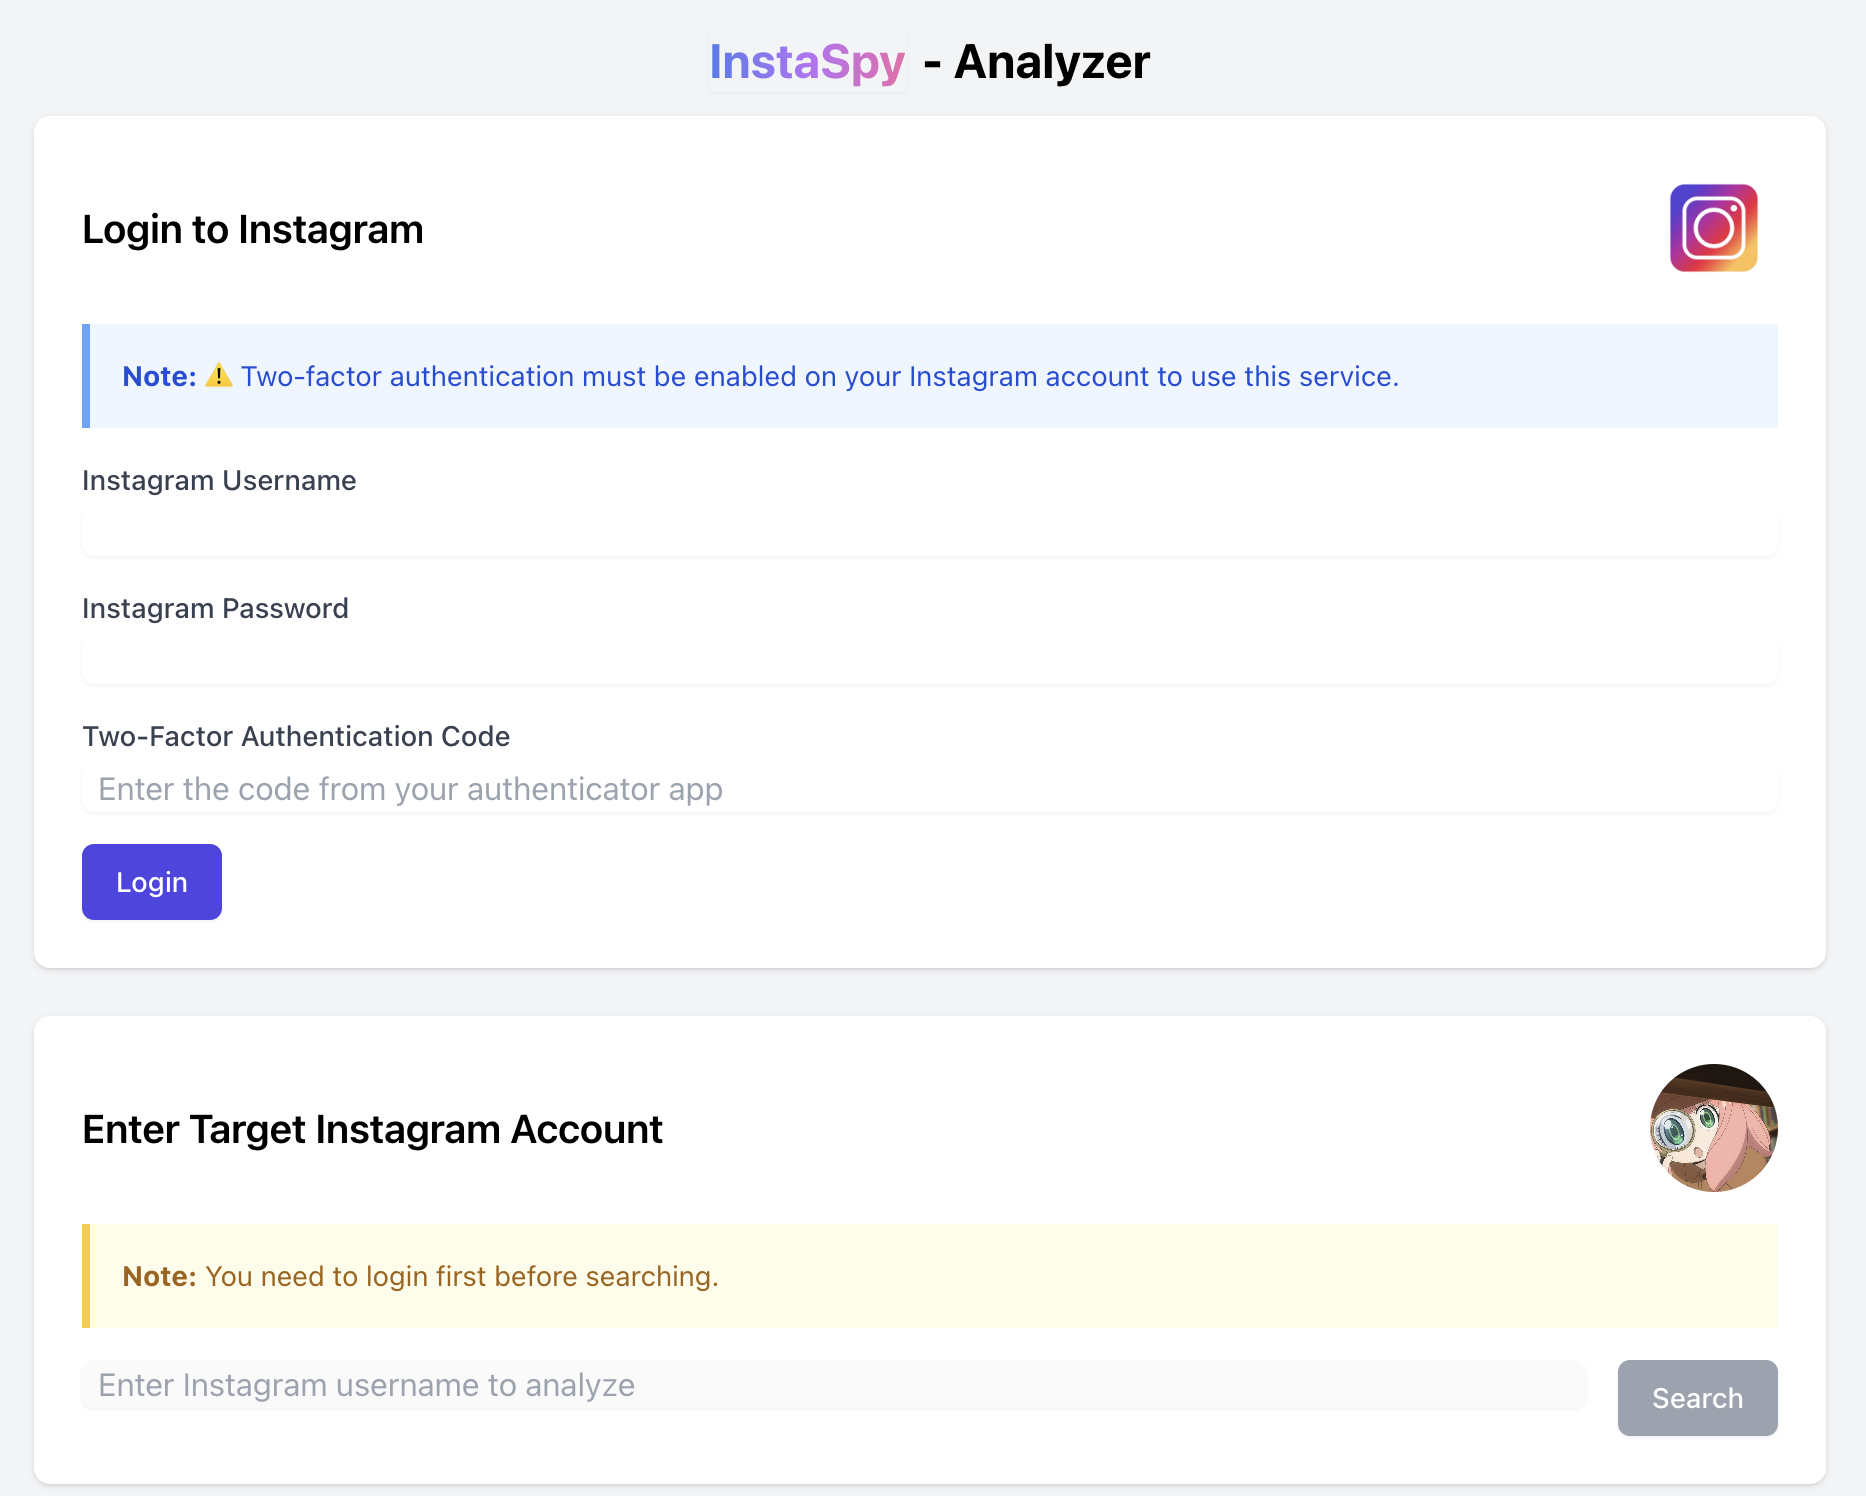 InstaSpy - Analyzer
Login to Instagram
Note: ⚠️ Two-factor authentication must be enabled on your Instagram account to use this service.
Instagram Username
Instagram Password
Two-Factor Authentication Code
Enter the code from your authenticator app
Login
Enter Target Instagram Account
Note: You need to login first before searching.
Enter Instagram username to analyze
Search